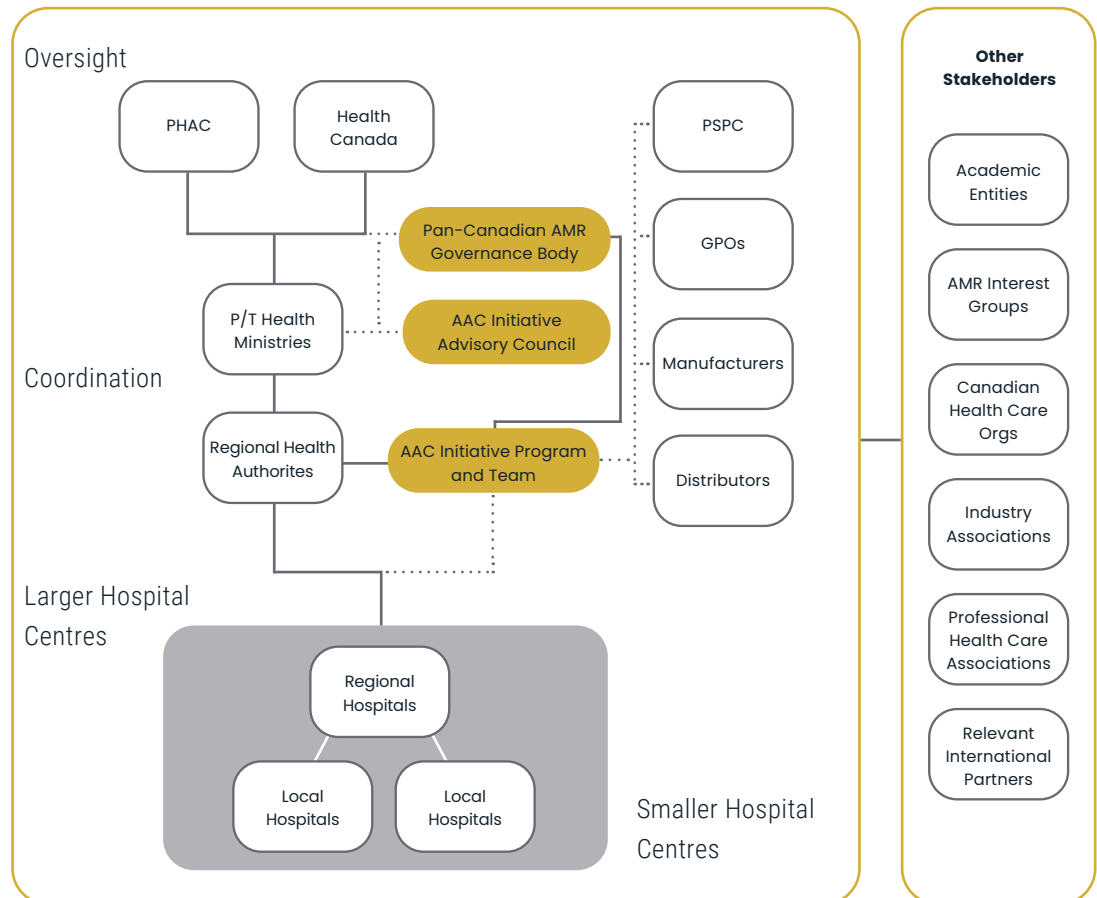 Oversight
PHAC
Health
Canada
PSPC
Pan-Canadian AMR
Governance Body
GPOs
P/T Health
Ministries
AAC Initiative
Advisory Council
Manufacturers
Coordination
Regional Health
Authorites
AAC Initiative Program
and Team
Distributors
Larger Hospital
Centres
Regional
Hospitals
Local
Hospitals
Local
Hospitals
Smaller Hospital
Centres
Other
Stakeholders
Academic
Entities
AMR Interest
Groups
Canadian
Health Care
Orgs
Industry
Associations
Professional
Health Care
Associations
Relevant
International
Partners